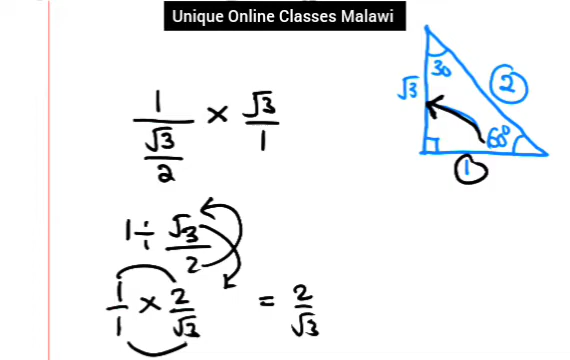 Unique Online Classes Malawi
1/(√3/2) × √3/1
1 ÷ √3/2
1/1 × 2/√3 = 2/√3
30
√3
2
60°
1